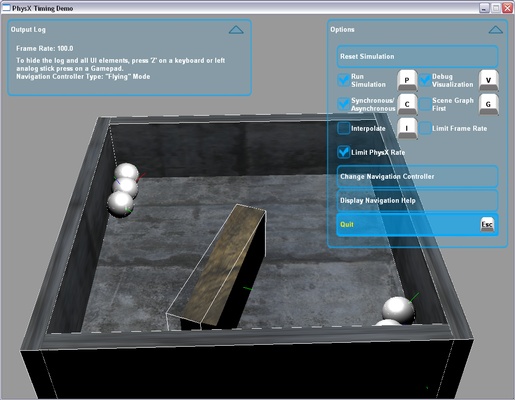 PhysX Timing Demo
Output Log
Frame Rate: 100.0
To hide the log and all UI elements, press 'Z' on a keyboard or left
analog stick press on a Gamepad.
Navigation Controller Type: "Flying" Mode
Options
Reset Simulation
Run
Simulation
P
Debug
Visualization
V
Synchronous/
Asynchronous
C
Scene Graph
First
G
Interpolate
I
Limit Frame Rate
Limit PhysX Rate
Change Navigation Controller
Display Navigation Help
Quit
Esc